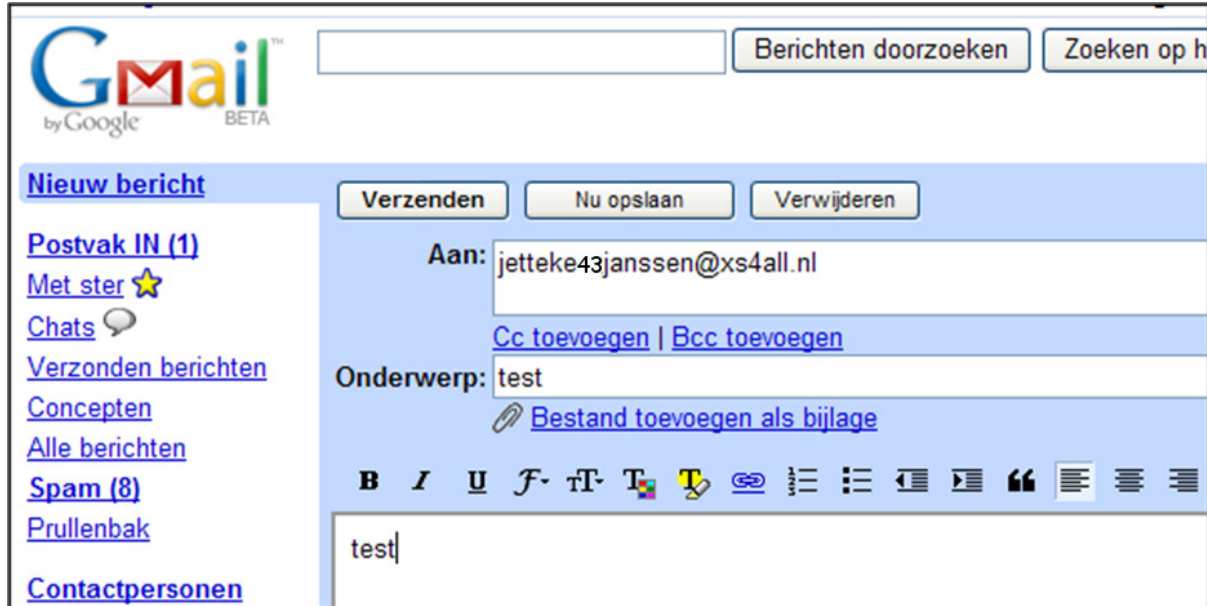 Gmail™
by Google BETA
Berichten doorzoeken
Zoeken op h
Nieuw bericht
Postvak IN (1)
Met ster
Chats
Verzonden berichten
Concepten
Alle berichten
Spam (8)
Prullenbak
Contactpersonen
Verzenden Nu opslaan Verwijderen
Aan: jetteke43janssen@xs4all.nl
Cc toevoegen | Bcc toevoegen
Onderwerp: test
Bestand toevoegen als bijlage
B I U F TT T T
test